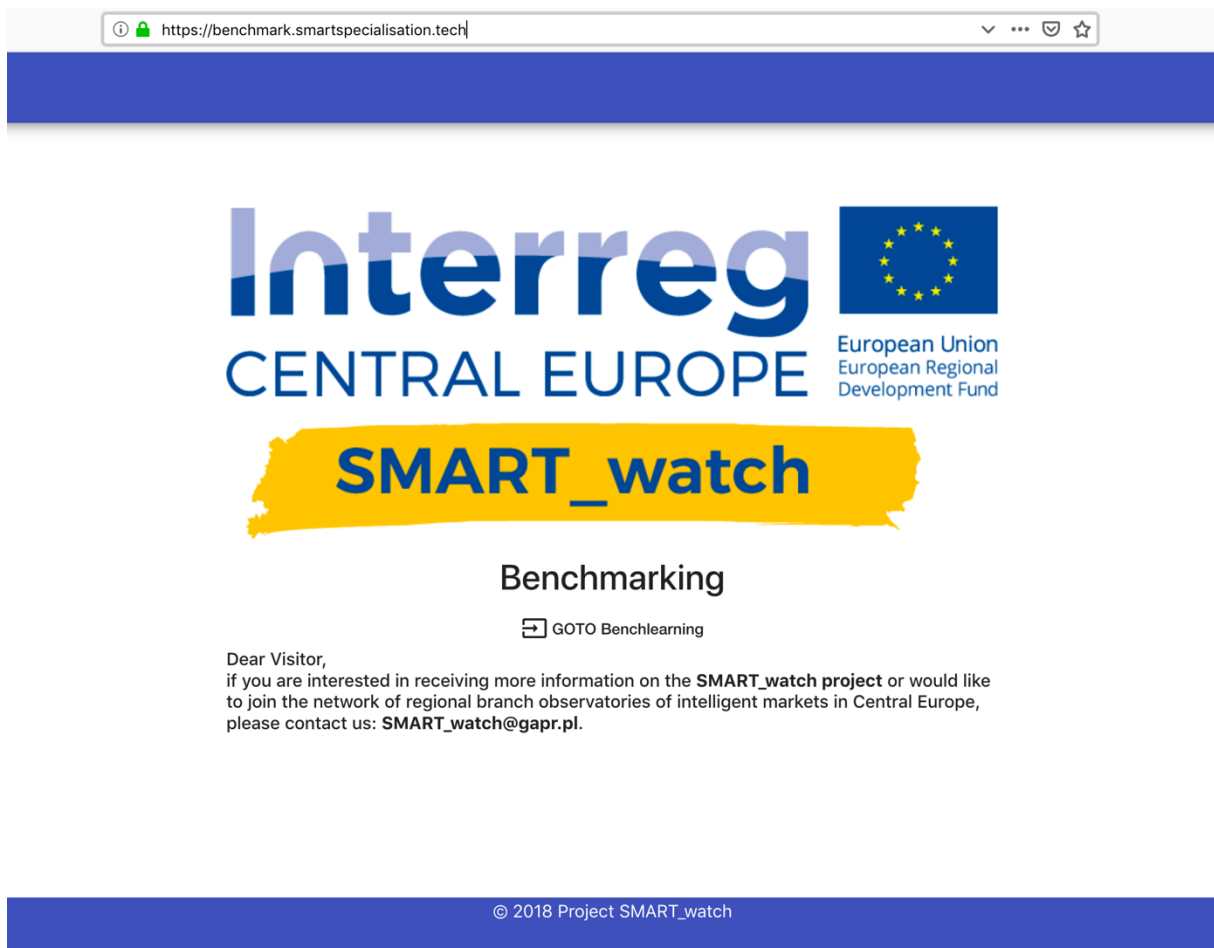 https://benchmark.smartspecialisation.tech
Interreg
CENTRAL EUROPE
European Union
European Regional
Development Fund
SMART_watch
Benchmarking
GOTO Benchlearning
Dear Visitor,
if you are interested in receiving more information on the SMART_watch project or would like
to join the network of regional branch observatories of intelligent markets in Central Europe,
please contact us: SMART_watch@gapr.pl.
© 2018 Project SMART_watch